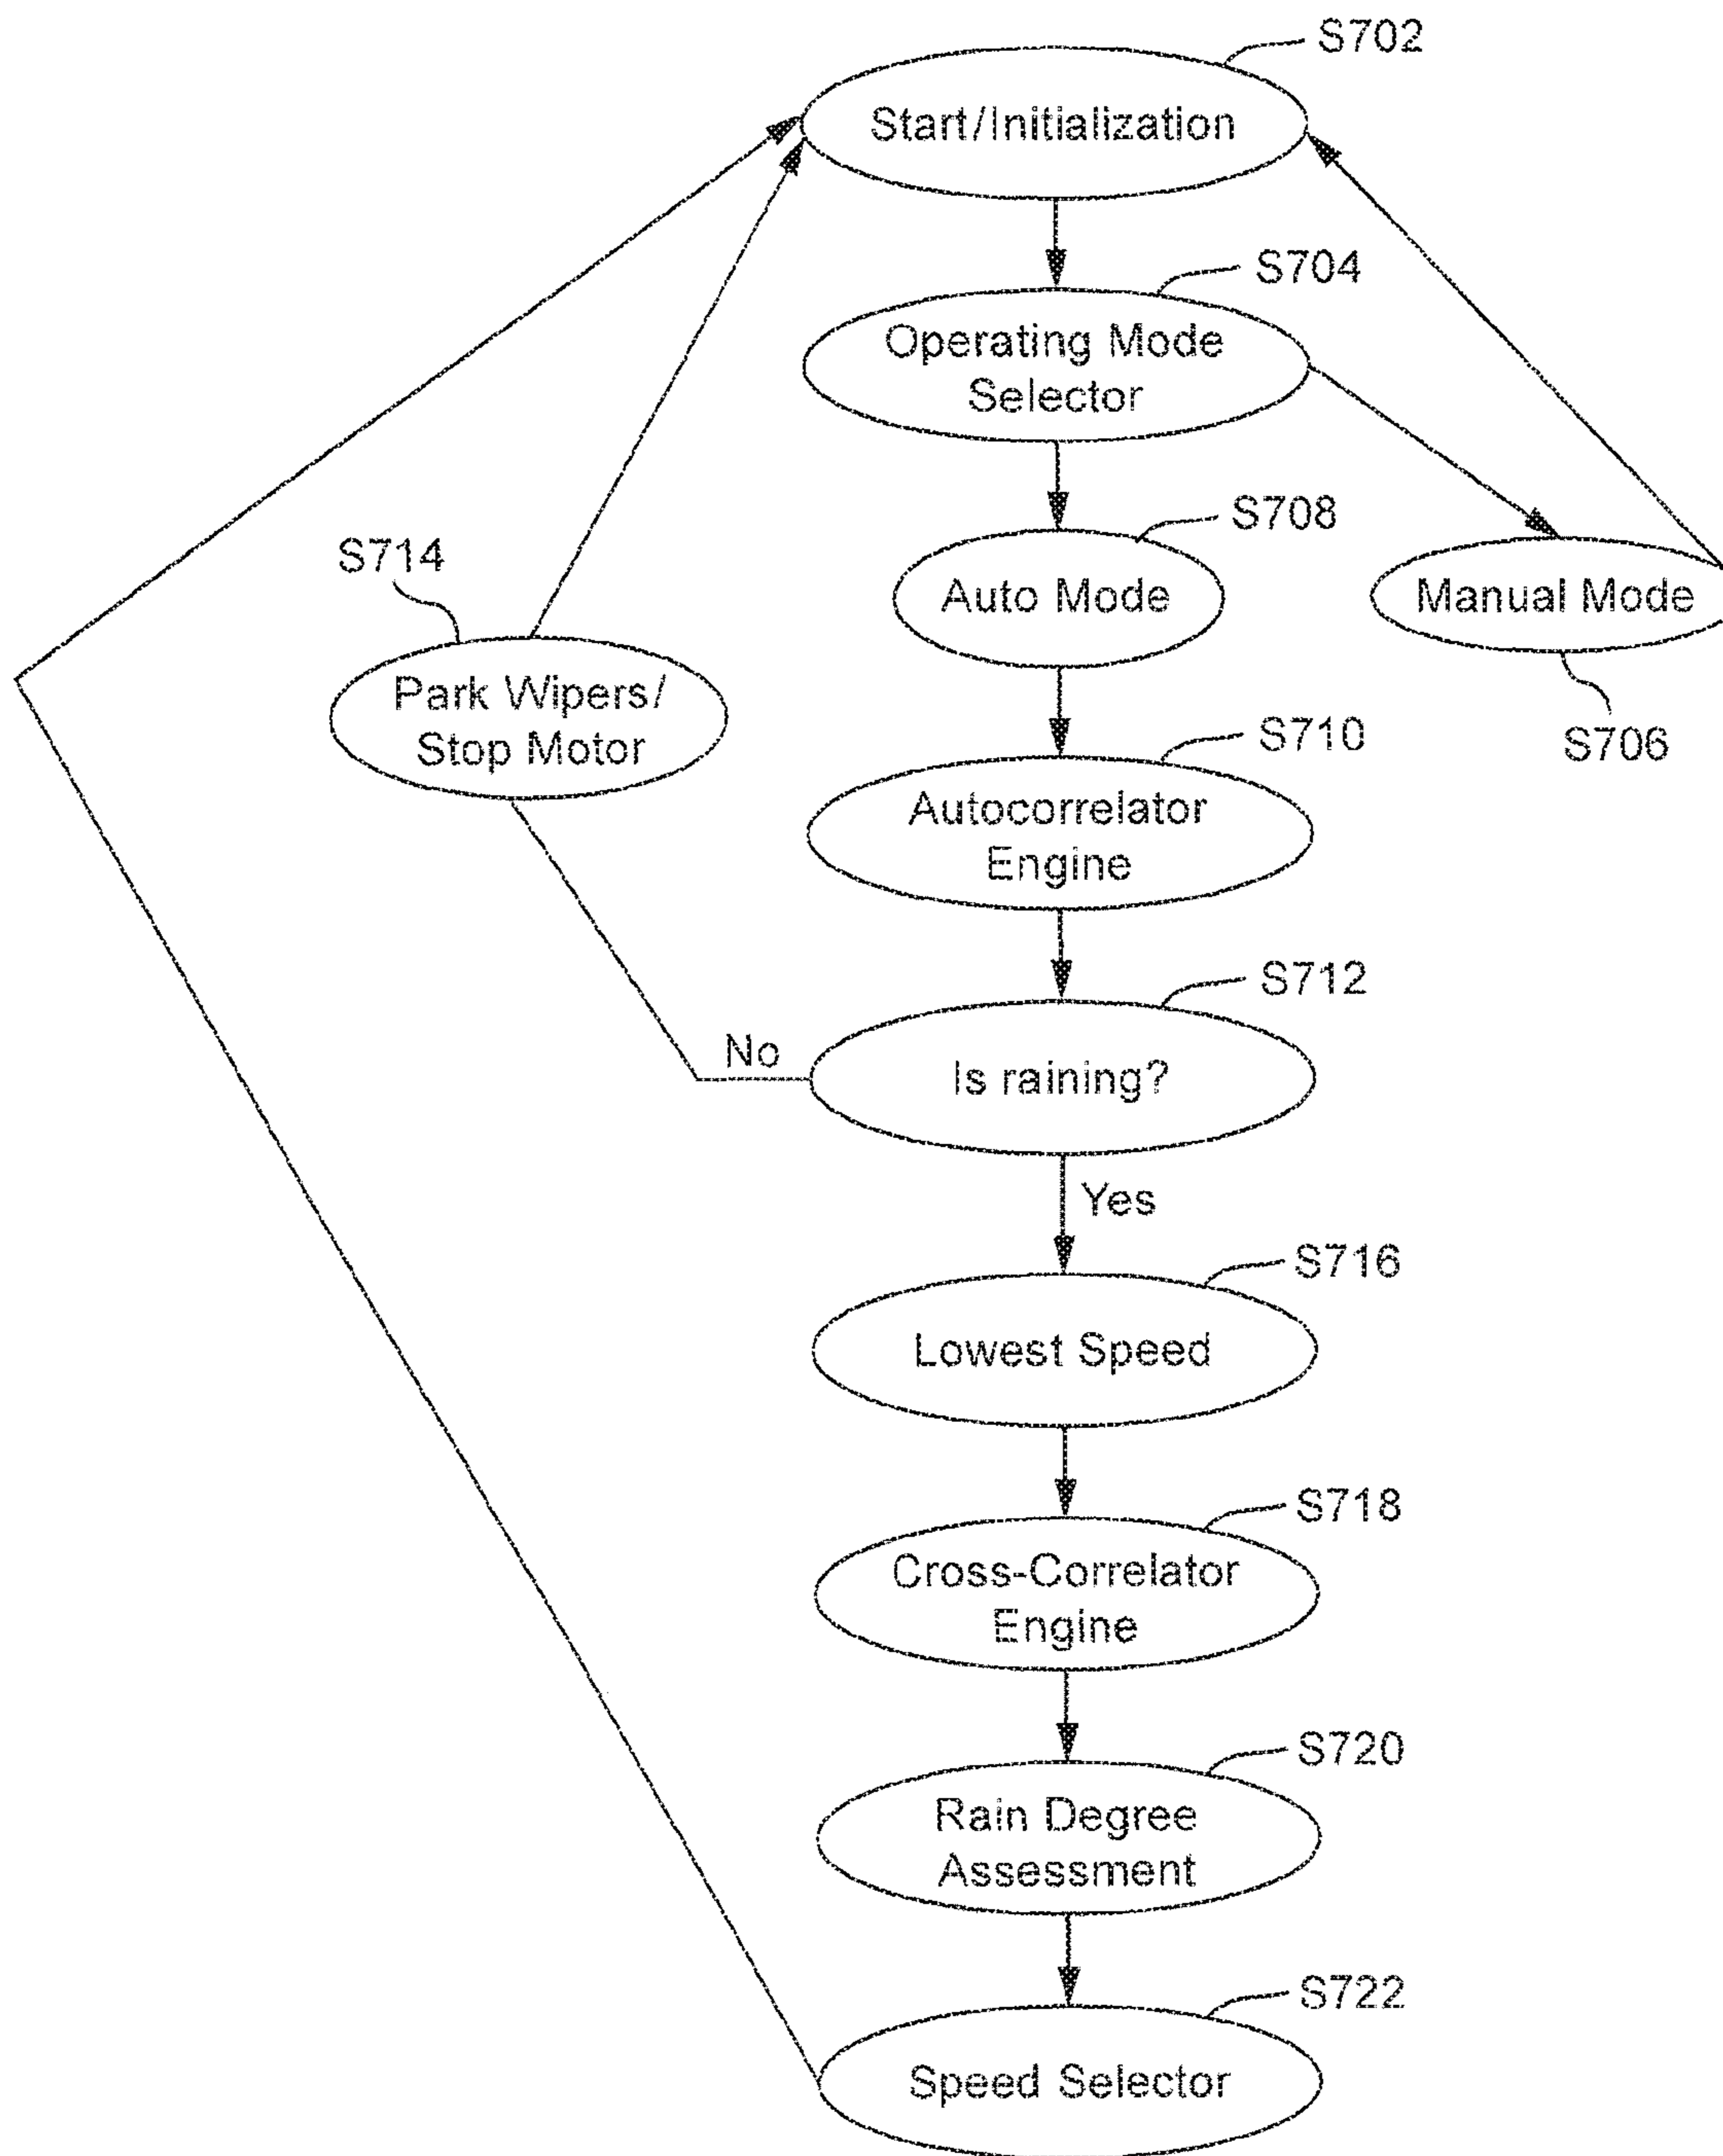 S702
Start/Initialization
S704
Operating Mode
Selector
S708
Auto Mode
Manual Mode
S706
S714
Park Wipers/
Stop Motor
S710
Autocorrelator
Engine
S712
No
Is raining?
Yes
S716
Lowest Speed
S718
Cross-Correlator
Engine
S720
Rain Degree
Assessment
S722
Speed Selector